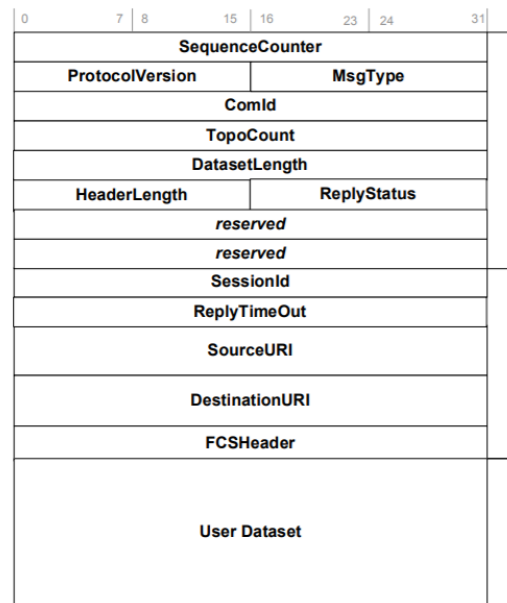 0 7 8 15 16 23 24 31
SequenceCounter
ProtocolVersion MsgType
ComId
TopoCount
DatasetLength
HeaderLength ReplyStatus
reserved
reserved
SessionId
ReplyTimeOut
SourceURI
DestinationURI
FCSHeader
User Dataset